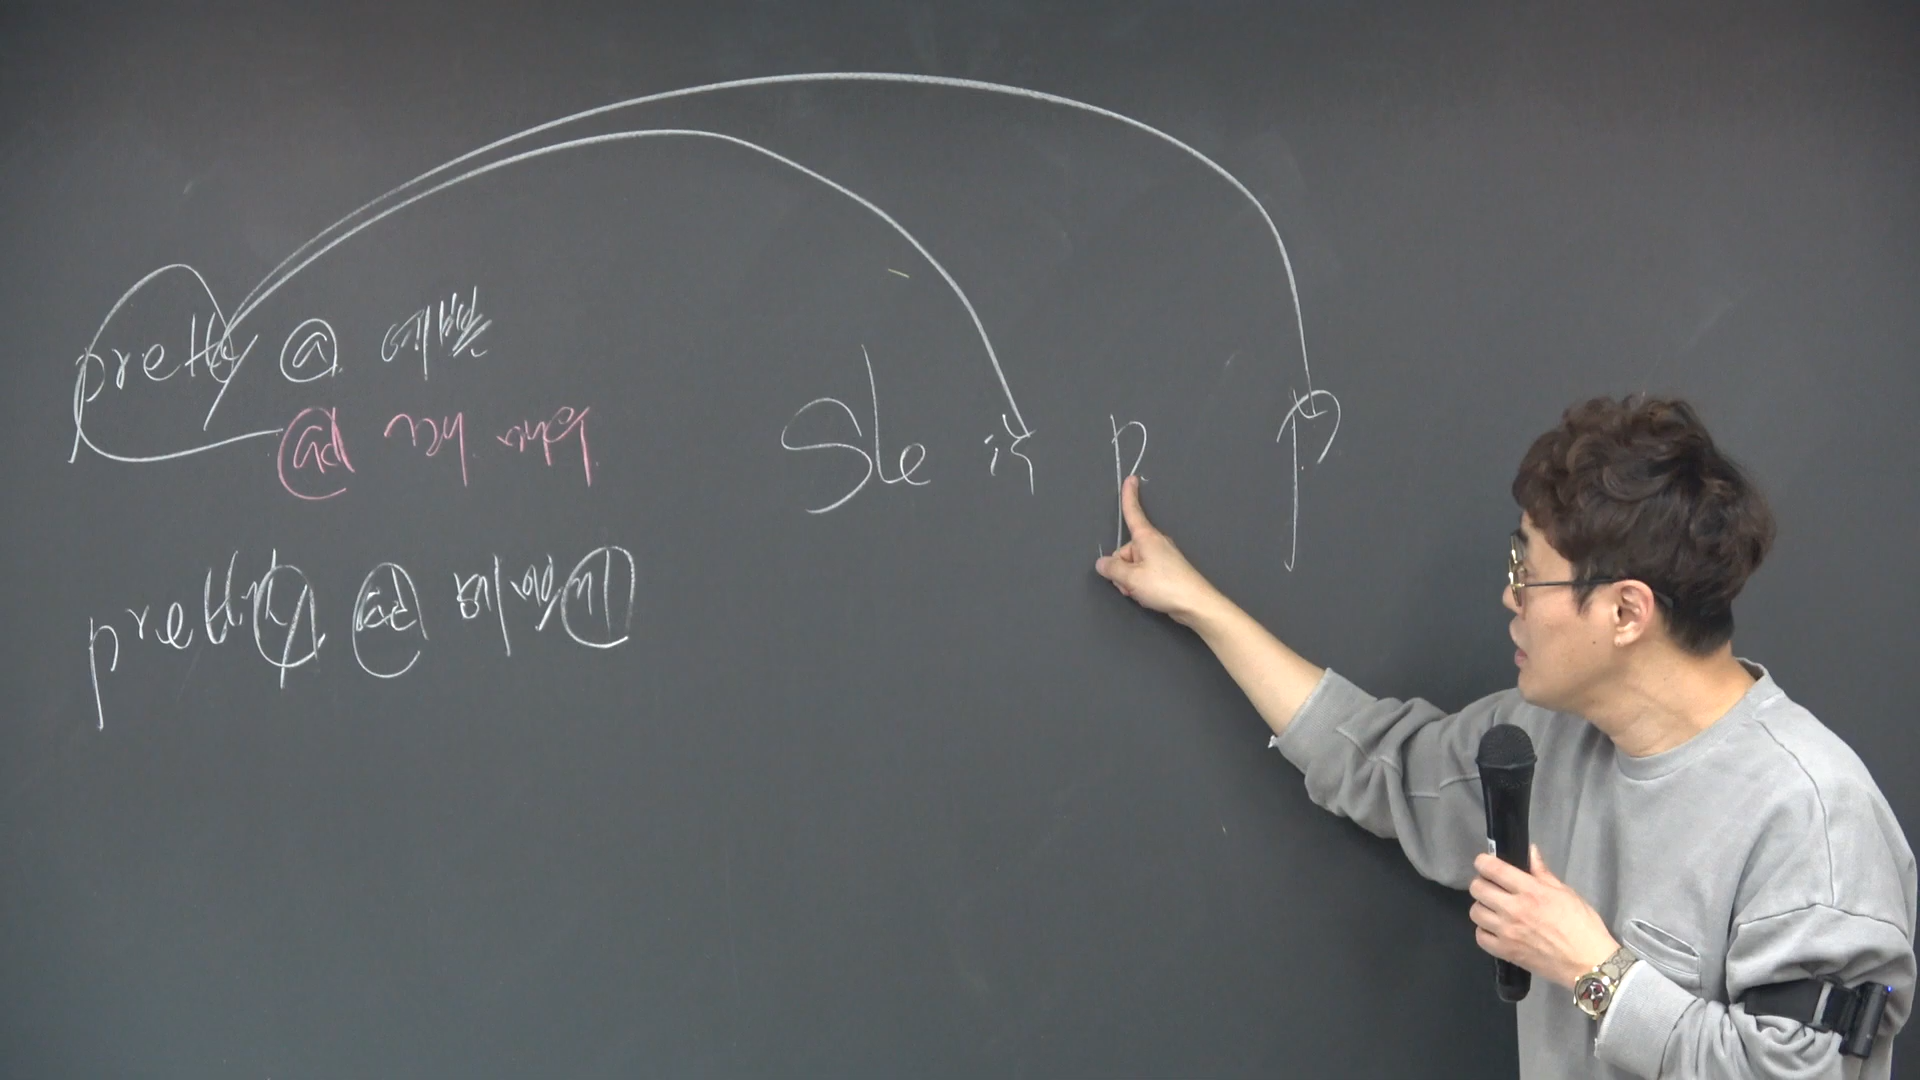 pretty ⓐ 예쁜
ⓐd 꽤, 매우
prettily ⓐd 예쁘게
She is p p